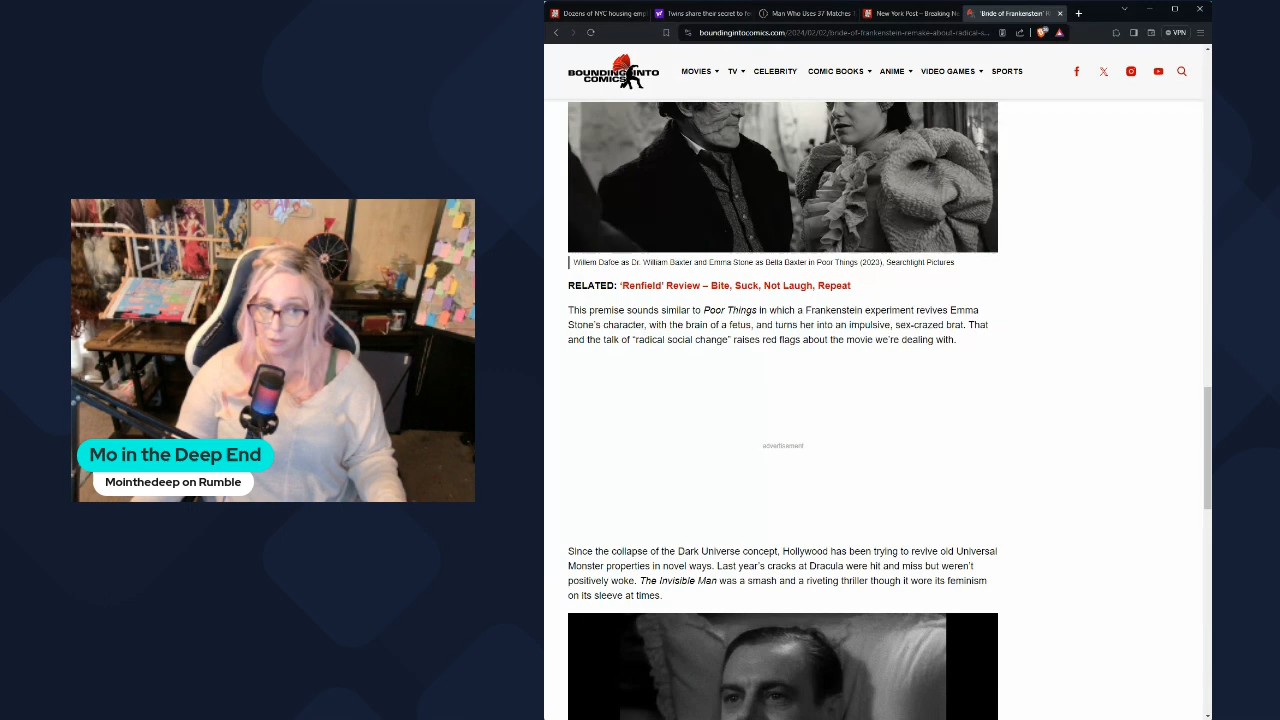 Dozens of NYC housing emp
Twins share their secret to fe
Man Who Uses 37 Matches
New York Post – Breaking Ne
'Bride of Frankenstein' R
boundingintocomics.com/2024/02/02/bride-of-frankenstein-remake-about-radical-s...
VPN
BOUNDING INTO
COMICS
MOVIES
TV
CELEBRITY
COMIC BOOKS
ANIME
VIDEO GAMES
SPORTS
Willem Dafoe as Dr. William Baxter and Emma Stone as Bella Baxter in Poor Things (2023), Searchlight Pictures
RELATED: 'Renfield' Review – Bite, Suck, Not Laugh, Repeat
This premise sounds similar to Poor Things in which a Frankenstein experiment revives Emma
Stone's character, with the brain of a fetus, and turns her into an impulsive, sex-crazed brat. That
and the talk of "radical social change" raises red flags about the movie we're dealing with.
advertisement
Since the collapse of the Dark Universe concept, Hollywood has been trying to revive old Universal
Monster properties in novel ways. Last year's cracks at Dracula were hit and miss but weren't
positively woke. The Invisible Man was a smash and a riveting thriller though it wore its feminism
on its sleeve at times.
Mo in the Deep End
Mointhedeep on Rumble